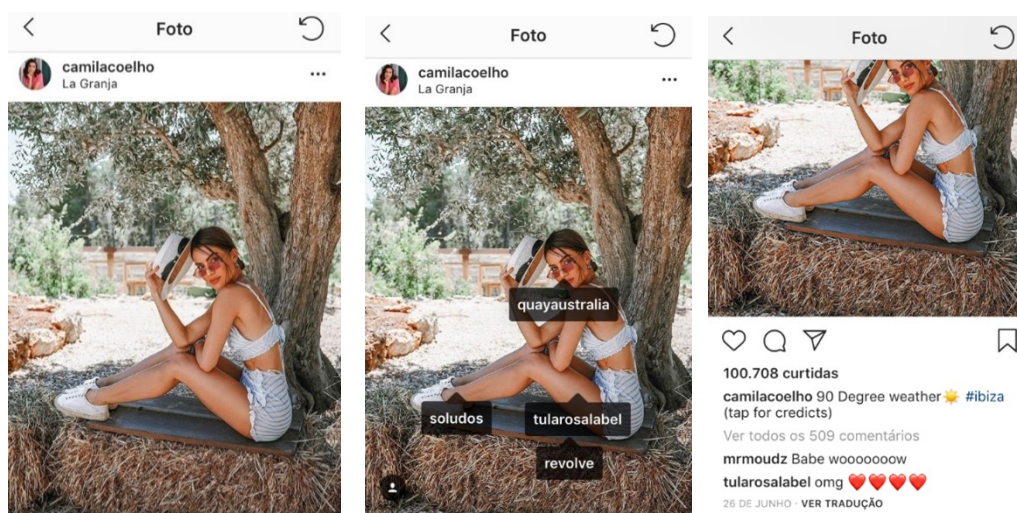 Foto
camilacoelho
La Granja
Foto
camilacoelho
La Granja
quayaustralia
soludos
tularosalabel
revolve
Foto
100.708 curtidas
camilacoelho 90 Degree weather☀️ #ibiza
(tap for credicts)
Ver todos os 509 comentários
mrmoudz Babe wooooooow
tularosalabel omg ❤️❤️❤️❤️
26 DE JUNHO · VER TRADUÇÃO